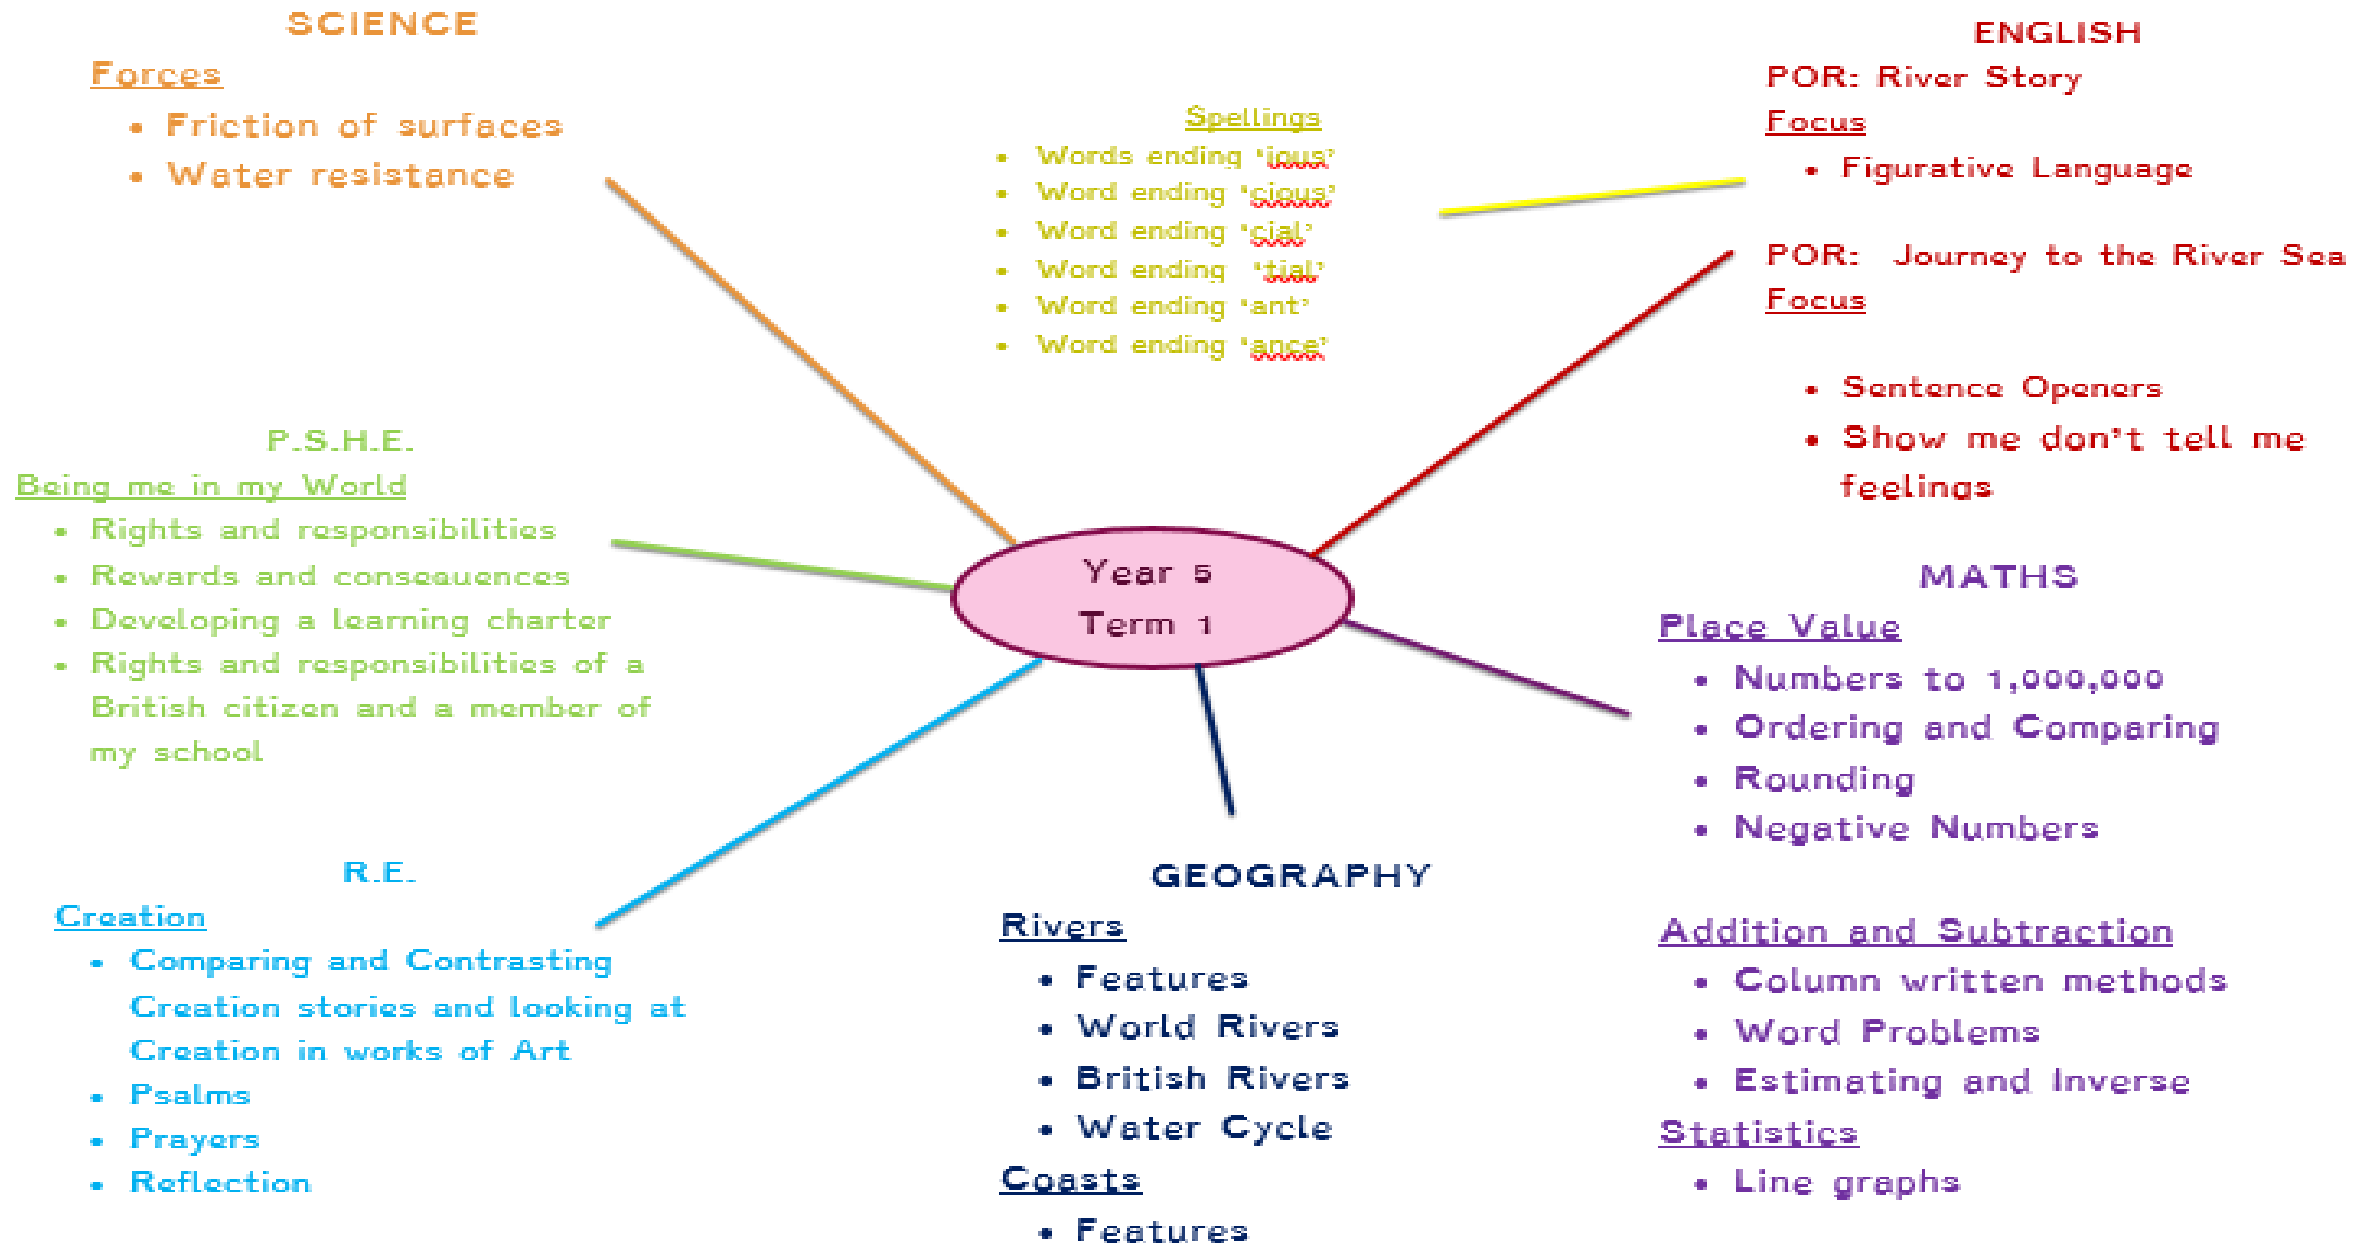 SCIENCE
Forces
• Friction of surfaces
• Water resistance
Spellings
• Words ending ‘ious’
• Word ending ‘cious’
• Word ending ‘cial’
• Word ending ‘tial’
• Word ending ‘ant’
• Word ending ‘ance’
ENGLISH
POR: River Story
Focus
• Figurative Language
POR: Journey to the River Sea
Focus
• Sentence Openers
• Show me don’t tell me
feelings
P.S.H.E.
Being me in my World
• Rights and responsibilities
• Rewards and consequences
• Developing a learning charter
• Rights and responsibilities of a
British citizen and a member of
my school
Year 5
Term 1
MATHS
Place Value
• Numbers to 1,000,000
• Ordering and Comparing
• Rounding
• Negative Numbers
Addition and Subtraction
• Column written methods
• Word Problems
• Estimating and Inverse
Statistics
• Line graphs
R.E.
Creation
• Comparing and Contrasting
Creation stories and looking at
Creation in works of Art
• Psalms
• Prayers
• Reflection
GEOGRAPHY
Rivers
• Features
• World Rivers
• British Rivers
• Water Cycle
Coasts
• Features